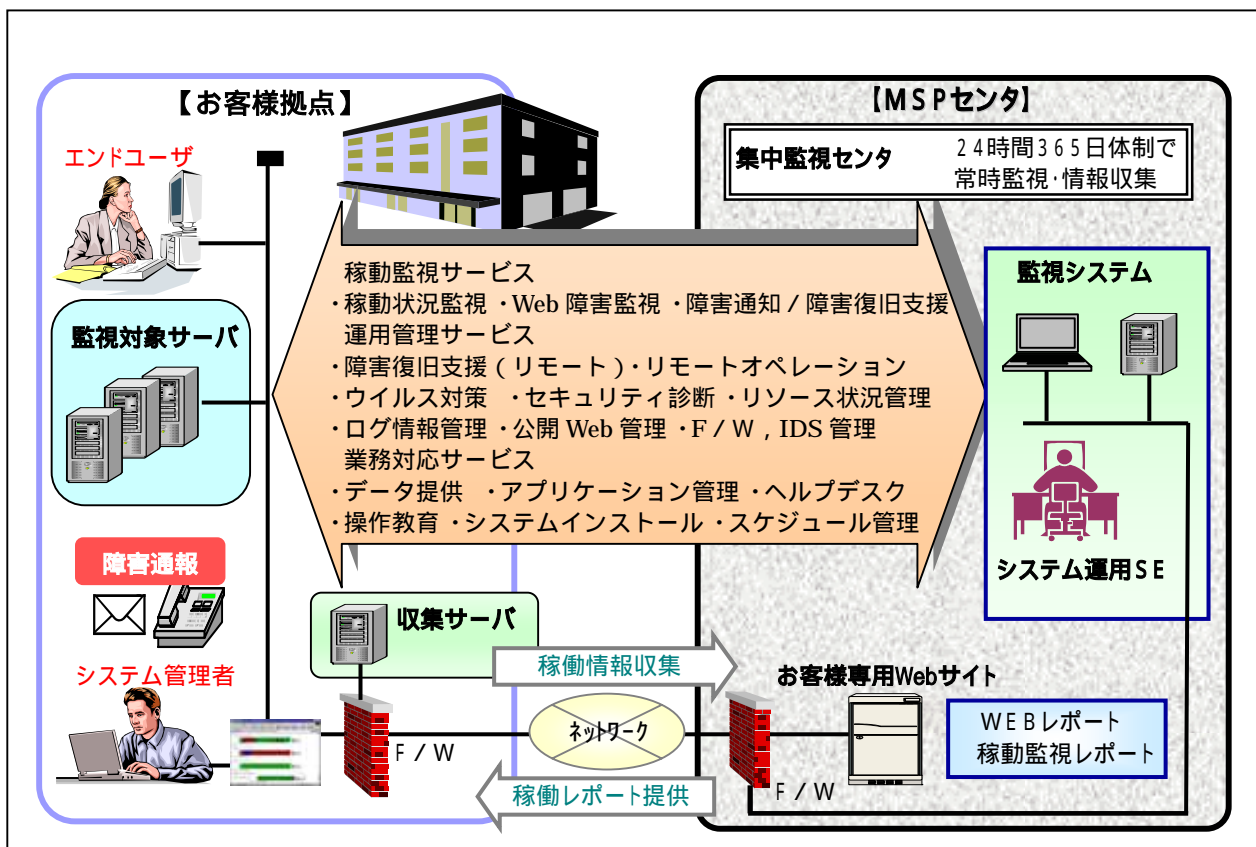 【お客様拠点】
エンドユーザ
監視対象サーバ
障害通報
システム管理者
稼動監視サービス
・稼動状況監視 ・Web 障害監視 ・障害通知 / 障害復旧支援
運用管理サービス
・障害復旧支援 ( リモート )・リモートオペレーション
・ウイルス対策 ・セキュリティ診断 ・リソース状況管理
・ログ情報管理 ・公開 Web 管理 ・F / W , IDS 管理
業務対応サービス
・データ提供 ・アプリケーション管理 ・ヘルプデスク
・操作教育 ・システムインストール ・スケジュール管理
収集サーバ
F / W
稼働情報収集
ネットワーク
稼働レポート提供
【MSPセンタ】
集中監視センタ
24時間365日体制で
常時監視・情報収集
監視システム
システム運用SE
お客様専用Webサイト
F / W
WEBレポート
稼動監視レポート